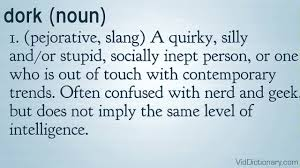 dork (noun)
1. (pejorative, slang) A quirky, silly
and/or stupid, socially inept person, or one
who is out of touch with contemporary
trends. Often confused with nerd and geek,
but does not imply the same level of
intelligence.
VidDictionary.com